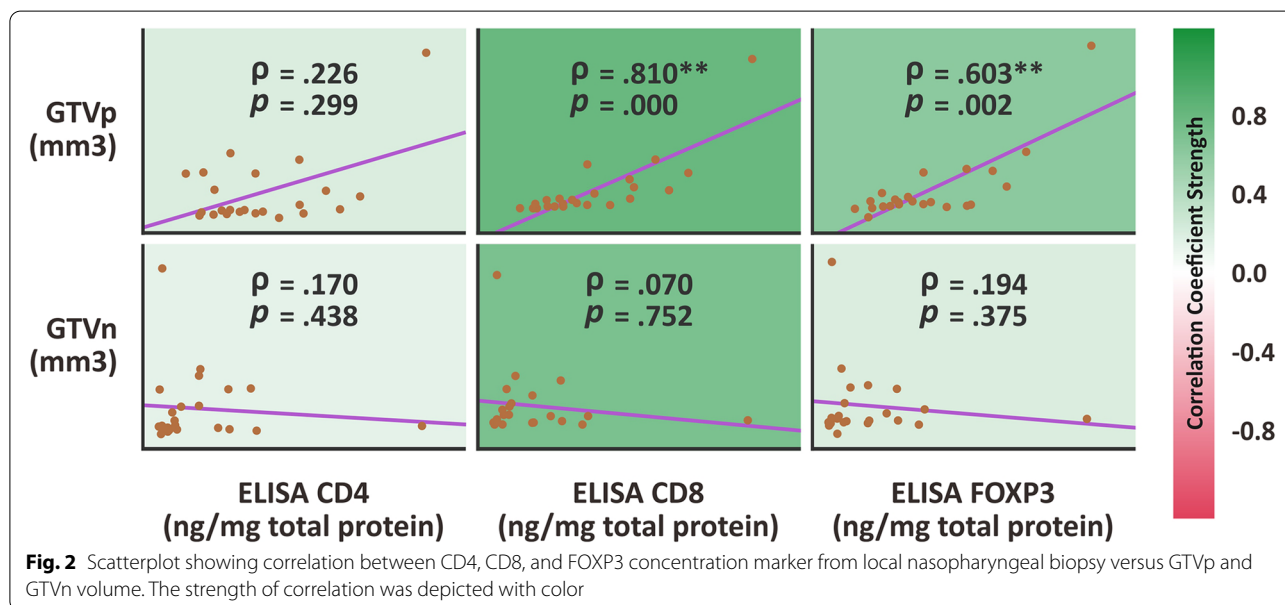 GTVp
(mm3)
ρ = .226
p = .299
ρ = .810**
p = .000
ρ = .603**
p = .002
GTVn
(mm3)
ρ = .170
p = .438
ρ = .070
p = .752
ρ = .194
p = .375
ELISA CD4
(ng/mg total protein)
ELISA CD8
(ng/mg total protein)
ELISA FOXP3
(ng/mg total protein)
Correlation Coeeficient Strength
0.8
0.4
0.0
-0.4
-0.8
Fig. 2 Scatterplot showing correlation between CD4, CD8, and FOXP3 concentration marker from local nasopharyngeal biopsy versus GTVp and
GTVn volume. The strength of correlation was depicted with color